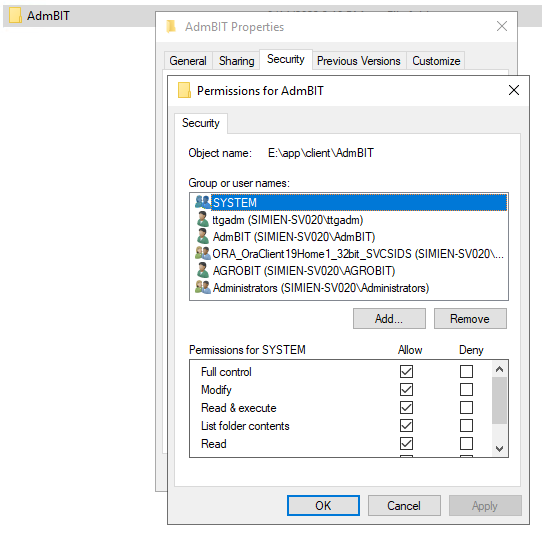 AdmBIT
AdmBIT Properties
General Sharing Security Previous Versions Customize
Permissions for AdmBIT
Security
Object name: E:\app\client\AdmBIT
Group or user names:
SYSTEM
ttgadm (SIMIEN-SV020\ttgadm)
AdmBIT (SIMIEN-SV020\AdmBIT)
ORA_OraClient19Home1_32bit_SVCSIDS (SIMIEN-SV020\...
AGROBIT (SIMIEN-SV020\AGROBIT)
Administrators (SIMIEN-SV020\Administrators)
Add... Remove
Permissions for SYSTEM Allow Deny
Full control
Modify
Read & execute
List folder contents
Read
OK Cancel Apply